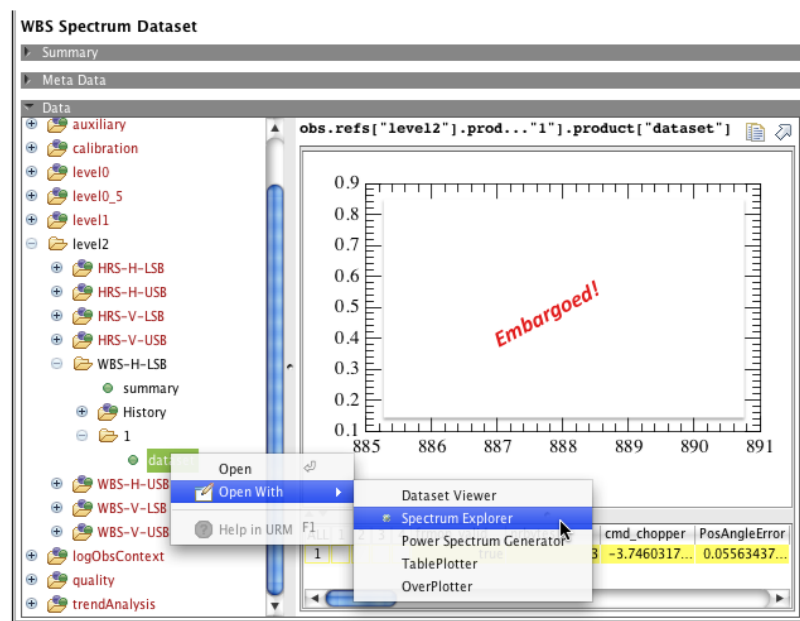 WBS Spectrum Dataset
Summary
Meta Data
Data
auxiliary
calibration
level0
level0_5
level1
level2
HRS-H-LSB
HRS-H-USB
HRS-V-LSB
HRS-V-USB
WBS-H-LSB
summary
History
1
WBS-H-USB
WBS-V-LSB
WBS-V-USB
logObsContext
quality
trendAnalysis
obs.refs["level2"].prod..."1"].product["dataset"]
0.9
0.8
0.7
0.6
0.5
0.4
0.3
0.2
0.1
885 886 887 888 889 890 891
Embargoed!
Open
Open With
Help in URM F1
Dataset Viewer
Spectrum Explorer
Power Spectrum Generator
TablePlotter
OverPlotter
cmd_chopper PosAngleError
1 true 3 -3.7460317... 0.05563437...